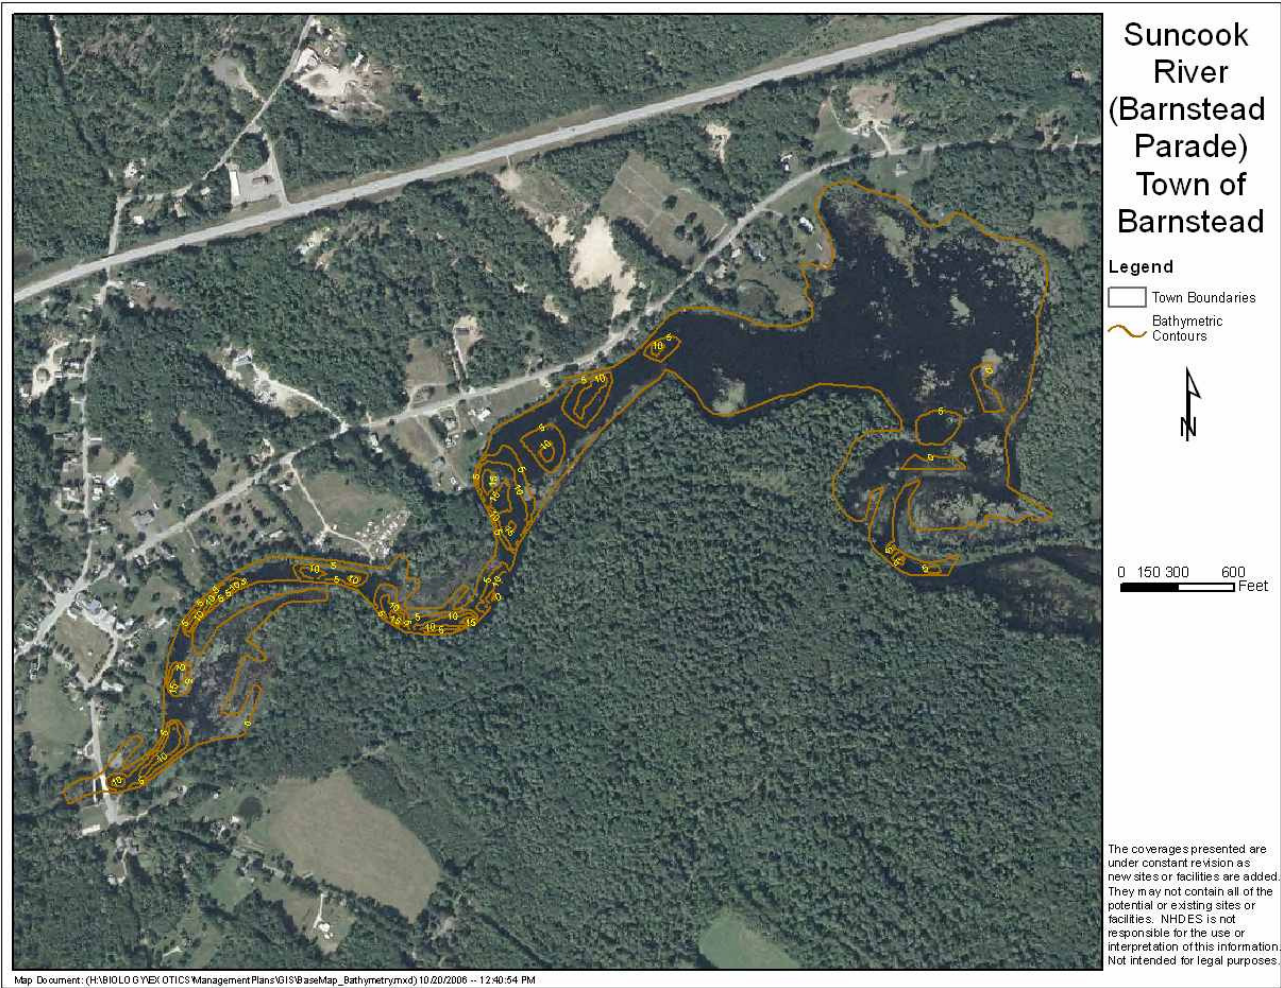 Suncook
River
(Barnstead
Parade)
Town of
Barnstead
Legend
Town Boundaries
Bathymetric
Contours
N
0 150 300 600
Feet
The coverages presented are
under constant revision as
new sites or facilities are added.
They may not contain all of the
potential or existing sites or
facilities. NHDES is not
responsible for the use or
interpretation of this information.
Not intended for legal purposes.
Map Document: (H:\BIOLOGY\EXOTICS\ManagementPlans\GIS\BaseMap_Bathymetry.mxd) 10/20/2006 -- 12:40:54 PM